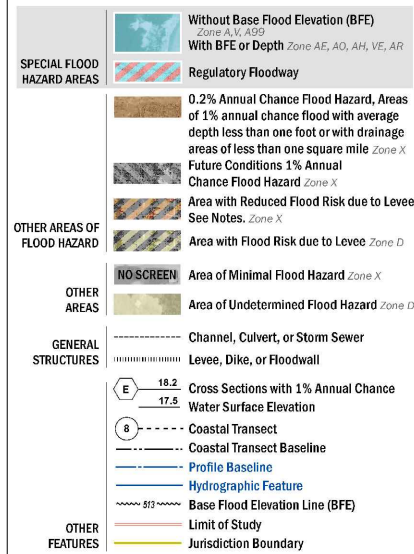 SPECIAL FLOOD
HAZARD AREAS
Without Base Flood Elevation (BFE)
Zone A,V, A99
With BFE or Depth Zone AE, AO, AH, VE, AR
Regulatory Floodway
OTHER AREAS OF
FLOOD HAZARD
0.2% Annual Chance Flood Hazard, Areas
of 1% annual chance flood with average
depth less than one foot or with drainage
areas of less than one square mile Zone X
Future Conditions 1% Annual
Chance Flood Hazard Zone X
Area with Reduced Flood Risk due to Levee
See Notes. Zone X
Area with Flood Risk due to Levee Zone D
OTHER
AREAS
NO SCREEN Area of Minimal Flood Hazard Zone X
Area of Undetermined Flood Hazard Zone D
GENERAL
STRUCTURES
Channel, Culvert, or Storm Sewer
Levee, Dike, or Floodwall
OTHER
FEATURES
E 18.2 Cross Sections with 1% Annual Chance
17.5 Water Surface Elevation
8 Coastal Transect
Coastal Transect Baseline
Profile Baseline
Hydrographic Feature
513 Base Flood Elevation Line (BFE)
Limit of Study
Jurisdiction Boundary